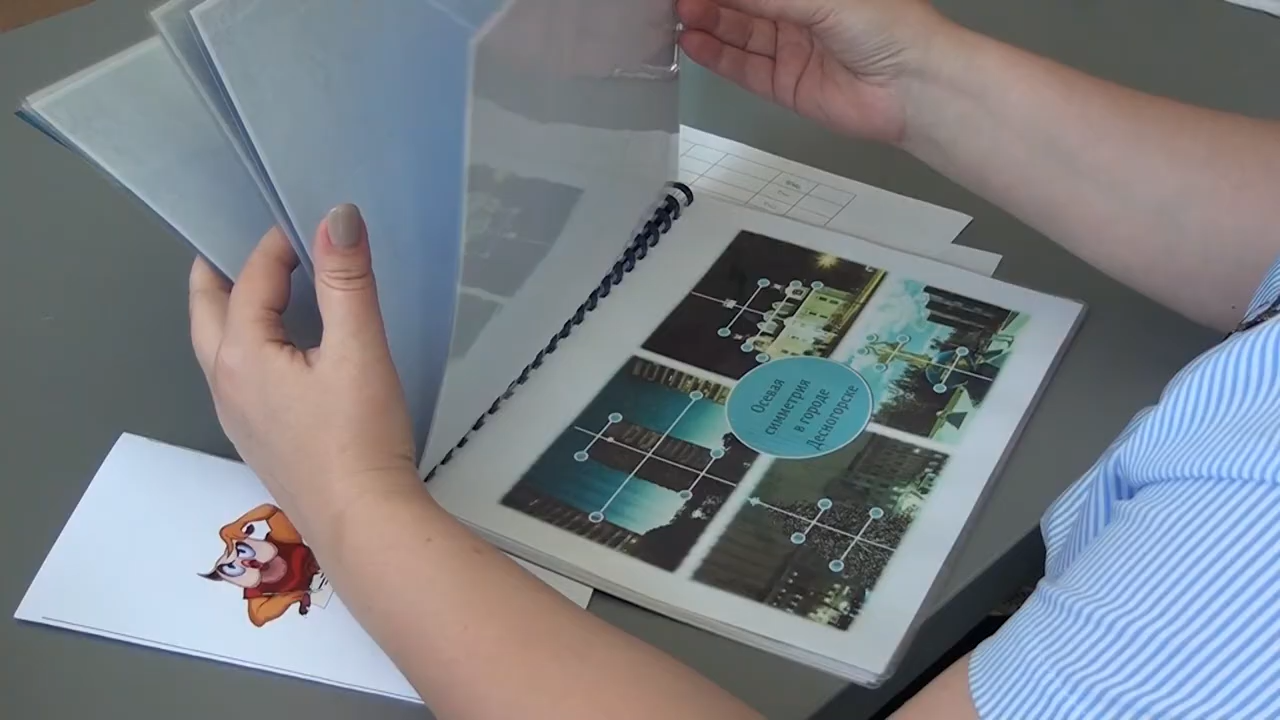 Осевая
симметрия
в городе
Десногорске